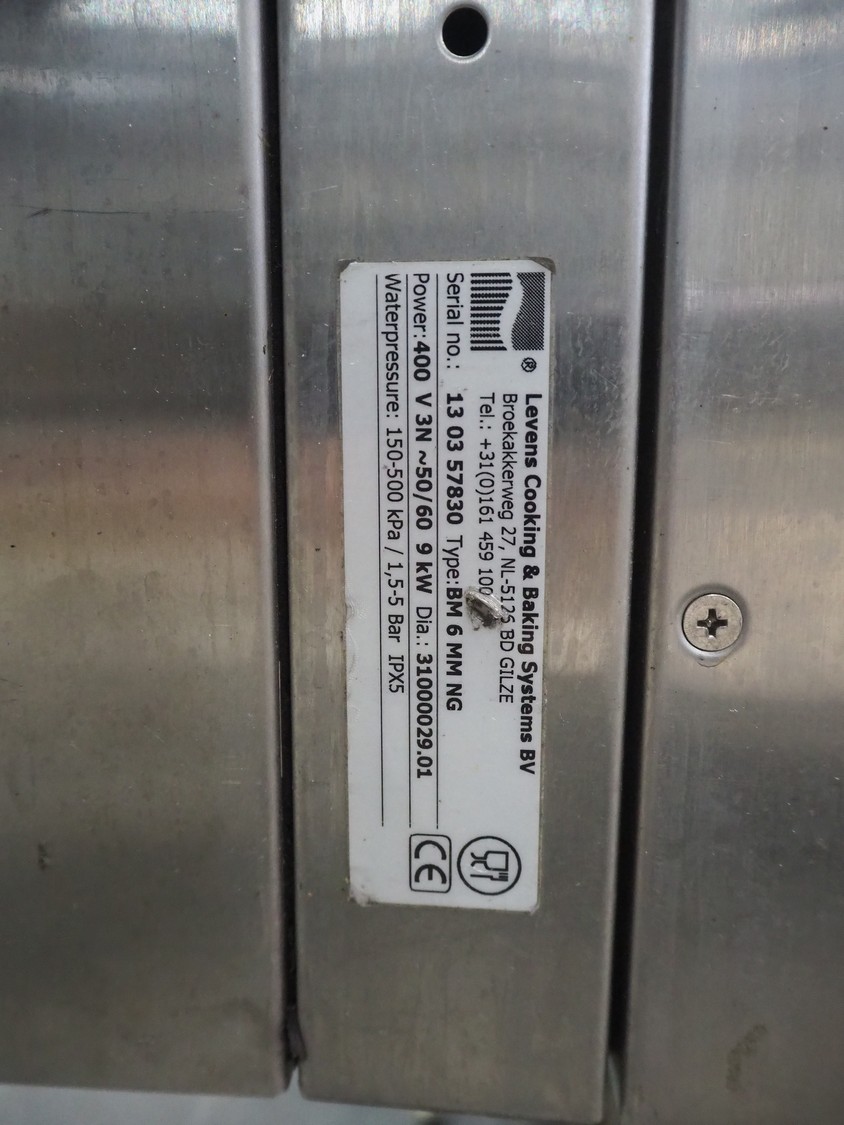 ®
Levens Cooking & Baking Systems BV
Broekakkerweg 27, NL-5126 BD GILZE
Tel.: +31(0)161 459 100
Serial no.: 13 03 57830 Type: BM 6 MM NG
Power: 400 V 3N ~50/60 9 kW Dia.: 31000029.01
Waterpressure: 150-500 kPa / 1,5-5 Bar IPX5
CE